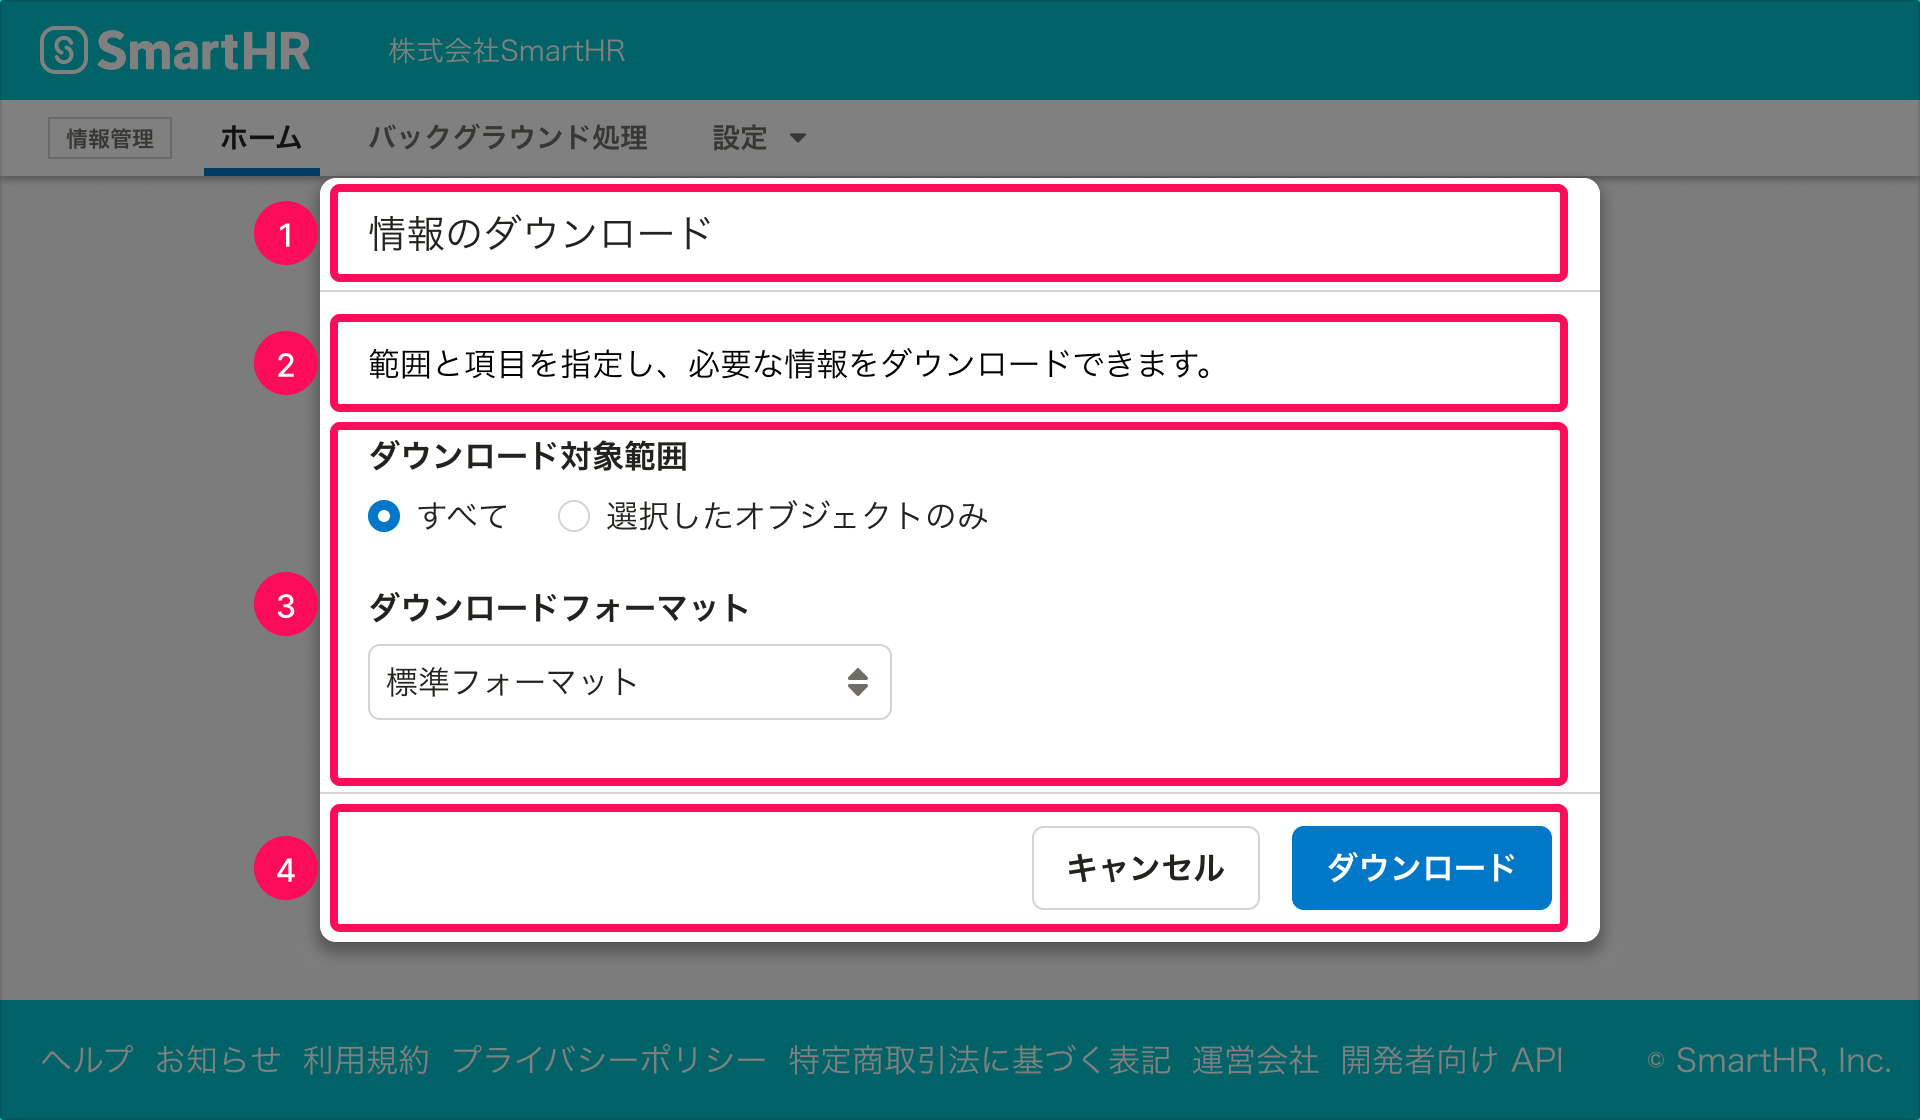 SmartHR 株式会社SmartHR
情報管理 ホーム バックグラウンド処理 設定
1 情報のダウンロード
2 範囲と項目を指定し、必要な情報をダウンロードできます。
ダウンロード対象範囲
すべて 選択したオブジェクトのみ
3
ダウンロードフォーマット
標準フォーマット
4 キャンセル ダウンロード
ヘルプ お知らせ 利用規約 プライバシーポリシー 特定商取引法に基づく表記 運営会社 開発者向け API © SmartHR, Inc.